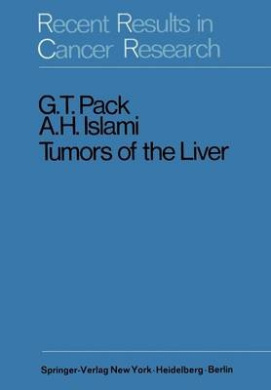 Recent Results in
Cancer Research
G.T. Pack
A.H. Islami
Tumors of the Liver
Springer-Verlag New York · Heidelberg · Berlin